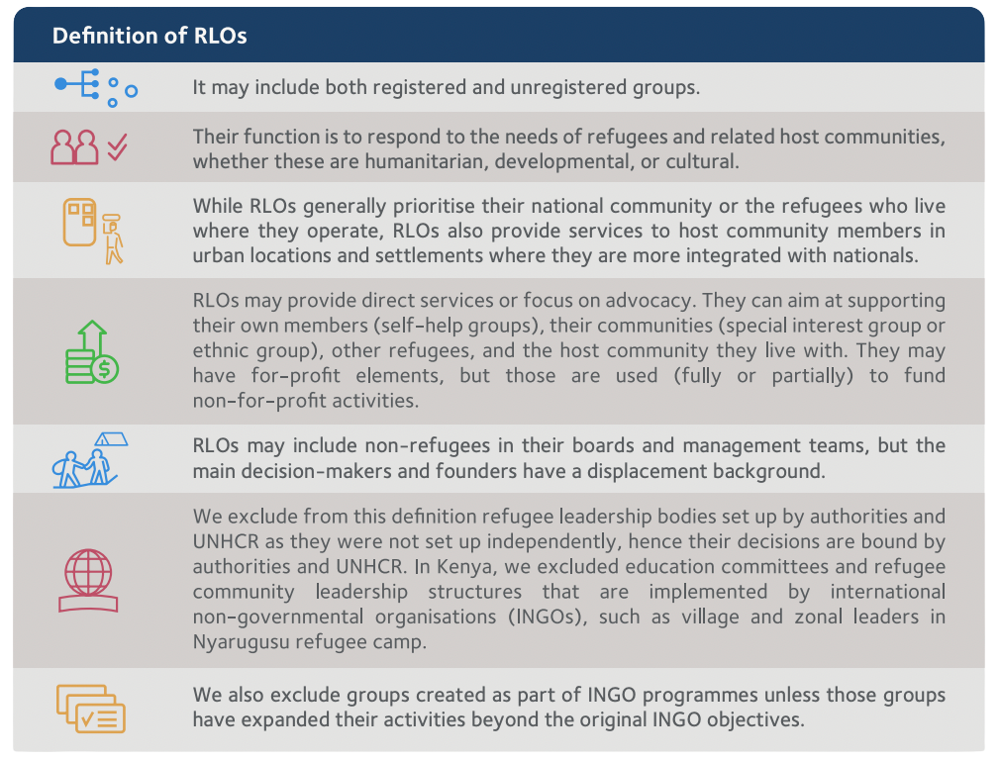 Definition of RLOs
It may include both registered and unregistered groups.
Their function is to respond to the needs of refugees and related host communities,
whether these are humanitarian, developmental, or cultural.
While RLOs generally prioritise their national community or the refugees who live
where they operate, RLOs also provide services to host community members in
urban locations and settlements where they are more integrated with nationals.
RLOs may provide direct services or focus on advocacy. They can aim at supporting
their own members (self-help groups), their communities (special interest group or
ethnic group), other refugees, and the host community they live with. They may
have for-profit elements, but those are used (fully or partially) to fund
non-for-profit activities.
RLOs may include non-refugees in their boards and management teams, but the
main decision-makers and founders have a displacement background.
We exclude from this definition refugee leadership bodies set up by authorities and
UNHCR as they were not set up independently, hence their decisions are bound by
authorities and UNHCR. In Kenya, we excluded education committees and refugee
community leadership structures that are implemented by international
non-governmental organisations (INGOs), such as village and zonal leaders in
Nyarugusu refugee camp.
We also exclude groups created as part of INGO programmes unless those groups
have expanded their activities beyond the original INGO objectives.